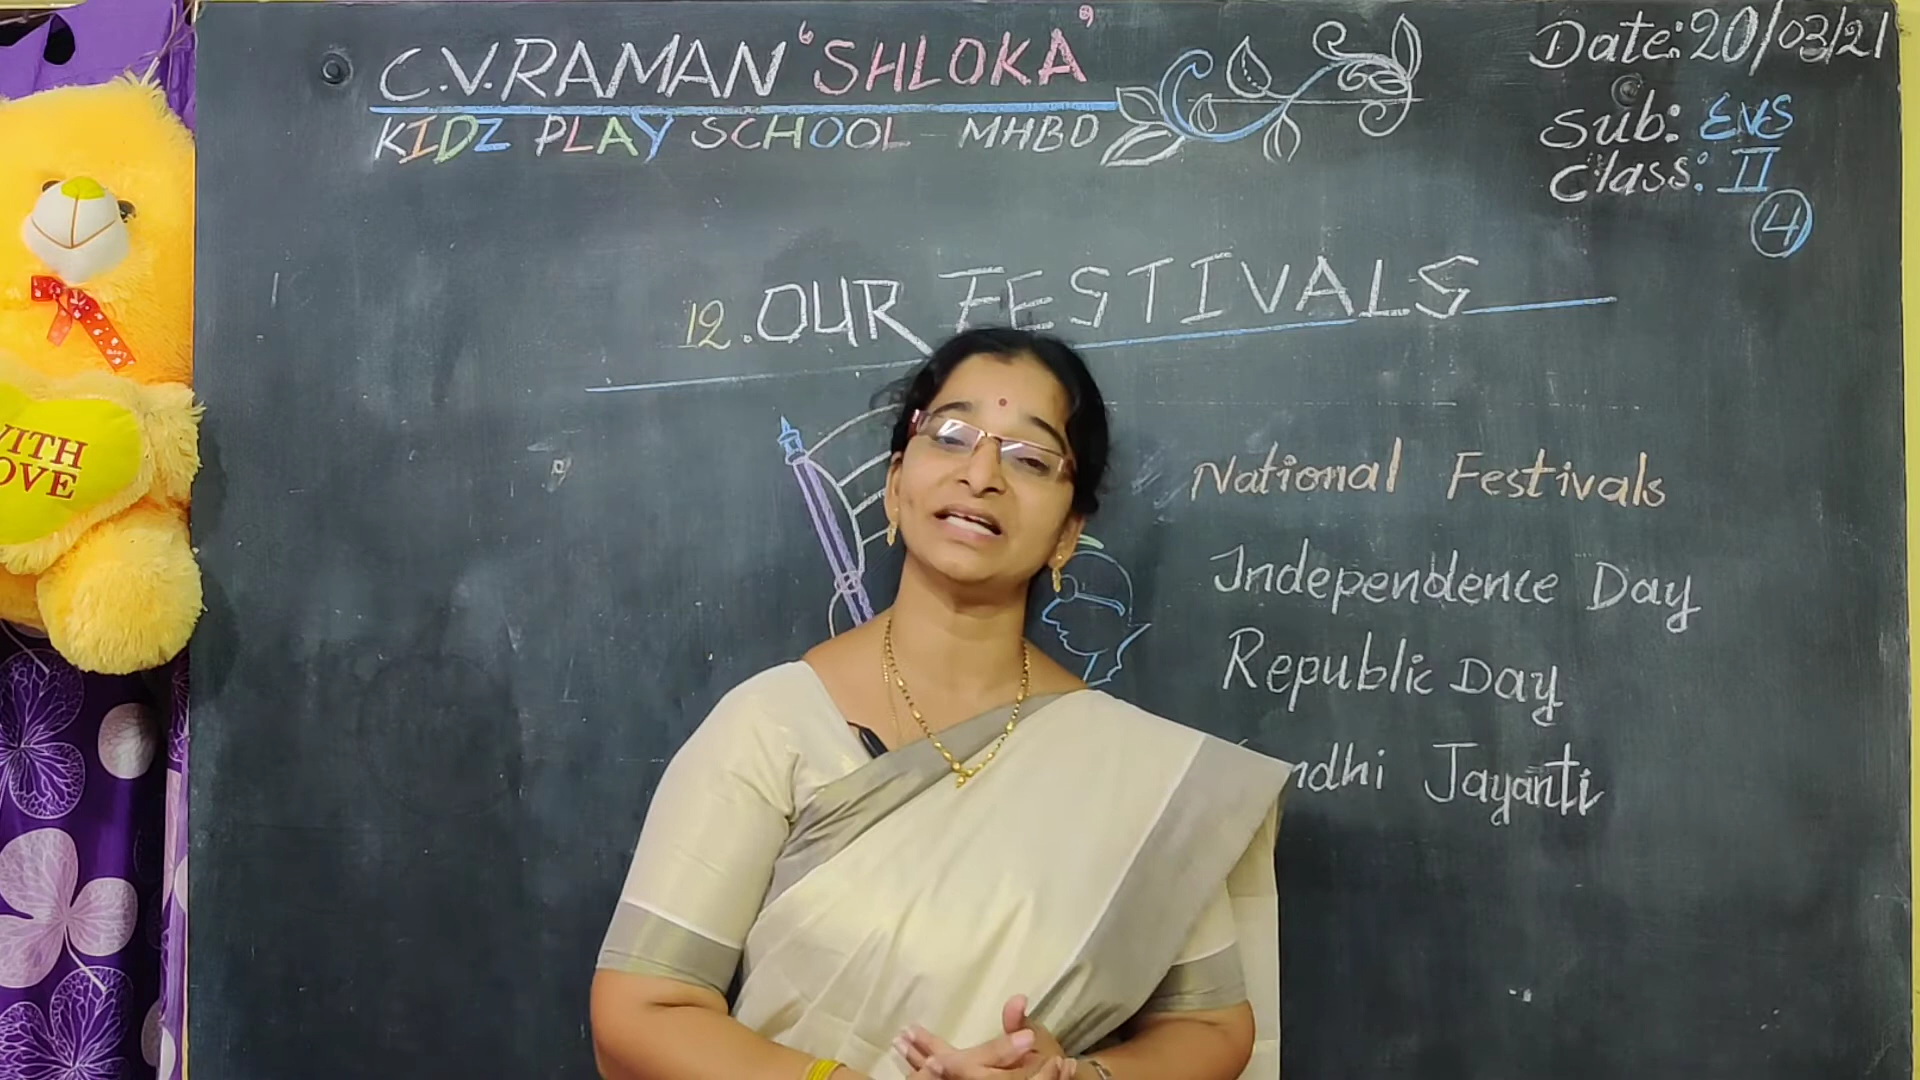 C.V.RAMAN 'SHLOKA'
KIDZ PLAY SCHOOL MHBD
Date: 20/03/21
Sub: EVS
Class: II
4
12. OUR FESTIVALS
National Festivals
Independence Day
Republic Day
ndhi Jayanti
WITH
OVE